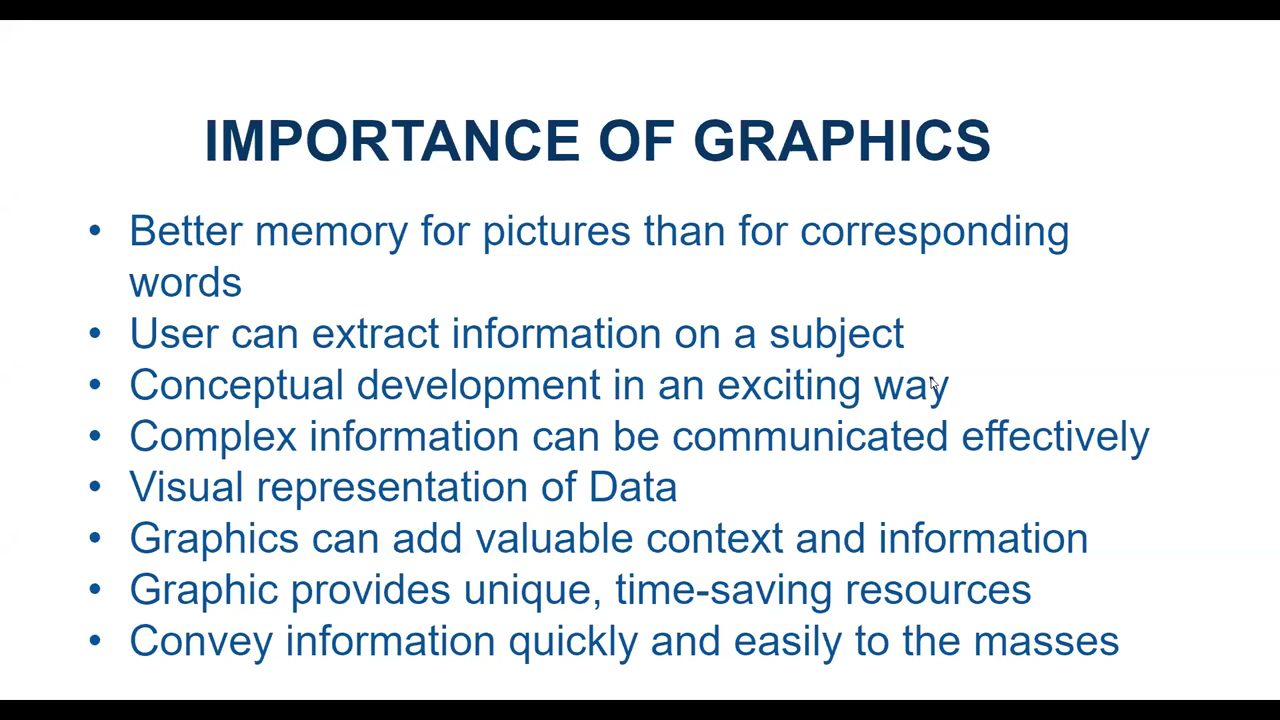 IMPORTANCE OF GRAPHICS
• Better memory for pictures than for corresponding
words
• User can extract information on a subject
• Conceptual development in an exciting way
• Complex information can be communicated effectively
• Visual representation of Data
• Graphics can add valuable context and information
• Graphic provides unique, time-saving resources
• Convey information quickly and easily to the masses